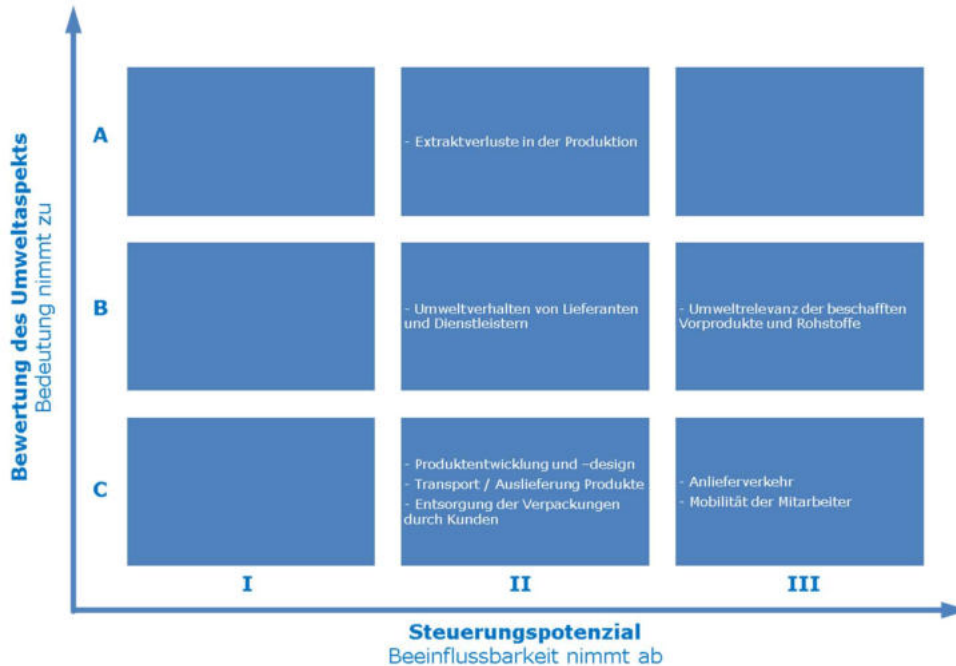 Bewertung des Umweltaspekts
Bedeutung nimmt zu
A
- Extraktverluste in der Produktion
B
- Umweltverhalten von Lieferanten
und Dienstleistern
- Umweltrelevanz der beschafften
Vorprodukte und Rohstoffe
C
- Produktentwicklung und –design
- Transport / Auslieferung Produkte
- Entsorgung der Verpackungen
durch Kunden
- Anlieferverkehr
- Mobilität der Mitarbeiter
I
II
III
Steuerungspotenzial
Beeinflussbarkeit nimmt ab